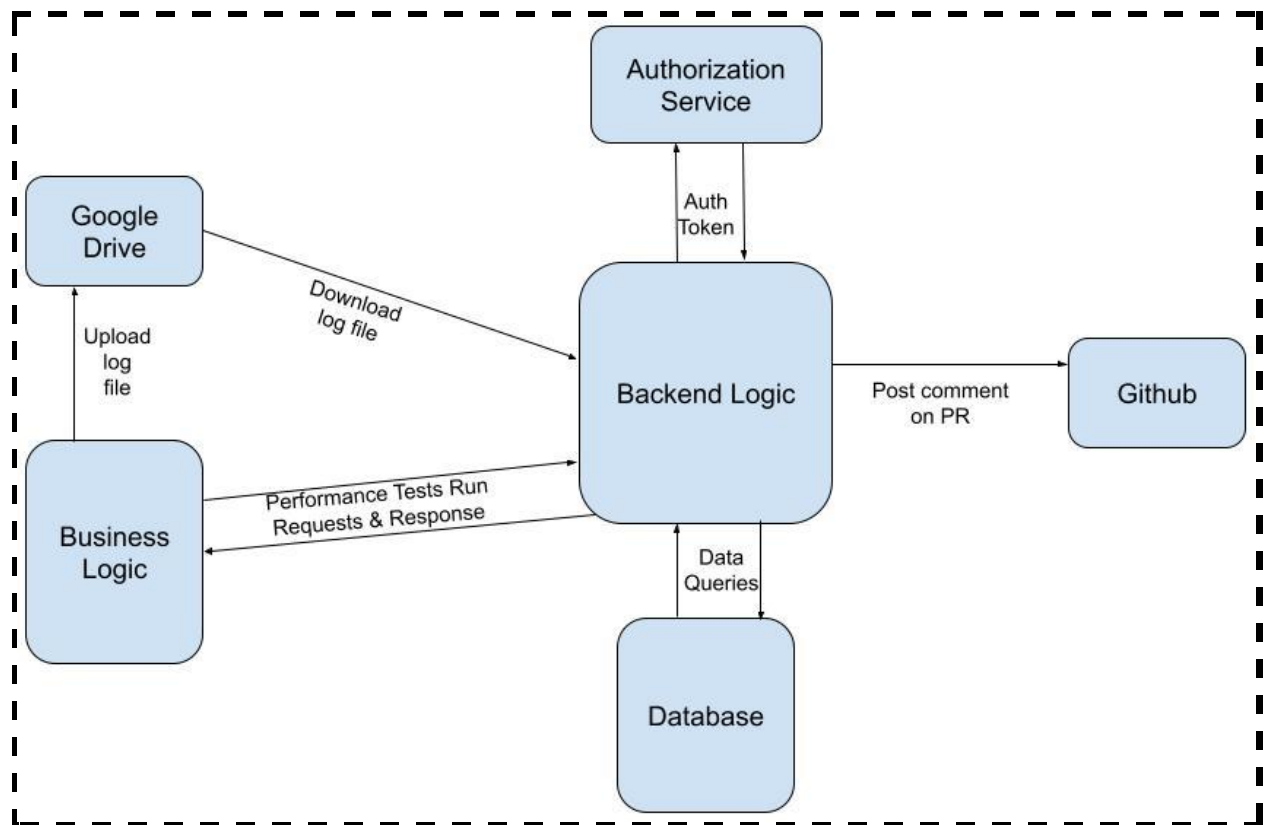 Authorization
Service
Auth
Token
Google
Drive
Download
log file
Upload
log
file
Backend Logic
Post comment
on PR
Github
Performance Tests Run
Requests & Response
Business
Logic
Data
Queries
Database